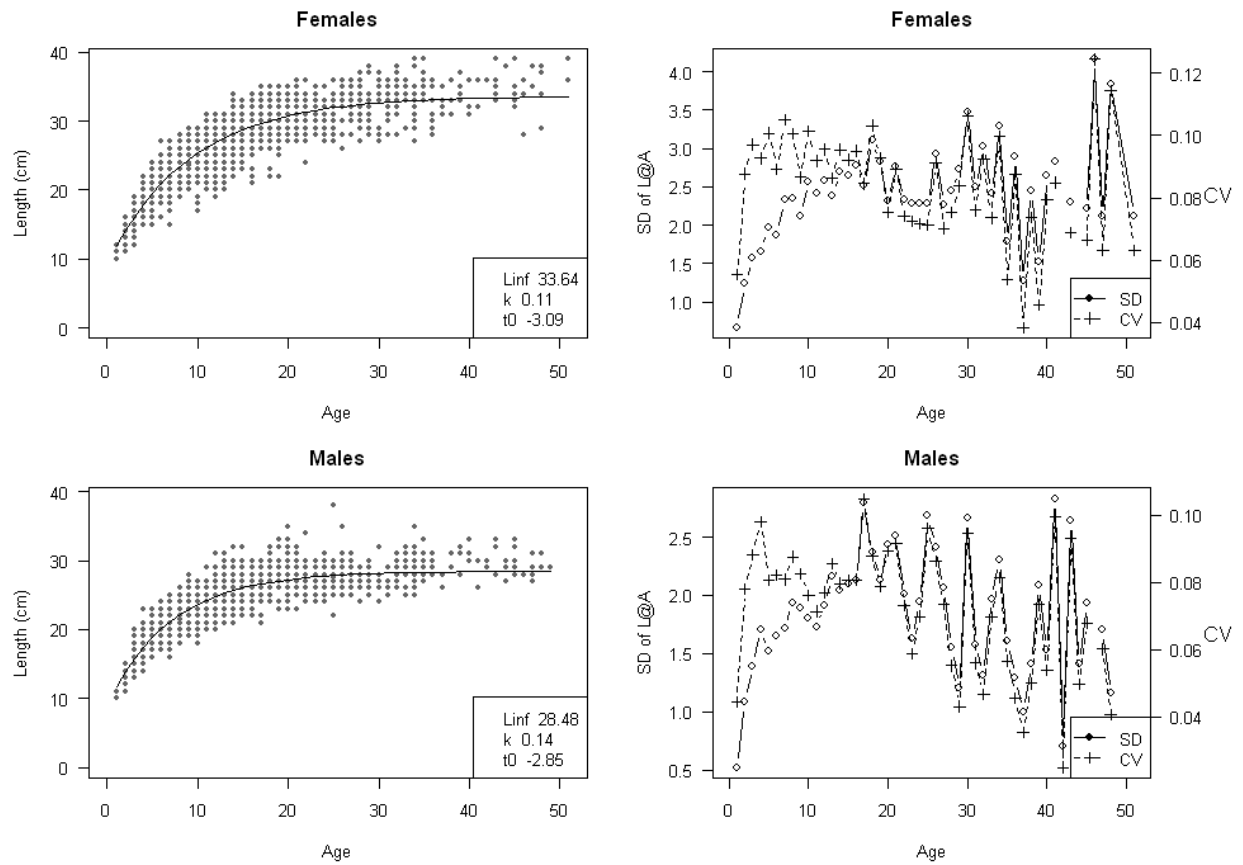 Females
Length (cm)
40
30
20
10
0
Linf 33.64
k 0.11
t0 -3.09
0 10 20 30 40 50
Age
Females
SD of L@A
4.0
3.5
3.0
2.5
2.0
1.5
1.0
0.12
0.10
0.08
0.06
0.04
CV
SD
CV
0 10 20 30 40 50
Age
Males
Length (cm)
40
30
20
10
0
Linf 28.48
k 0.14
t0 -2.85
0 10 20 30 40 50
Age
Males
SD of L@A
2.5
2.0
1.5
1.0
0.5
0.10
0.08
0.06
0.04
CV
SD
CV
0 10 20 30 40 50
Age